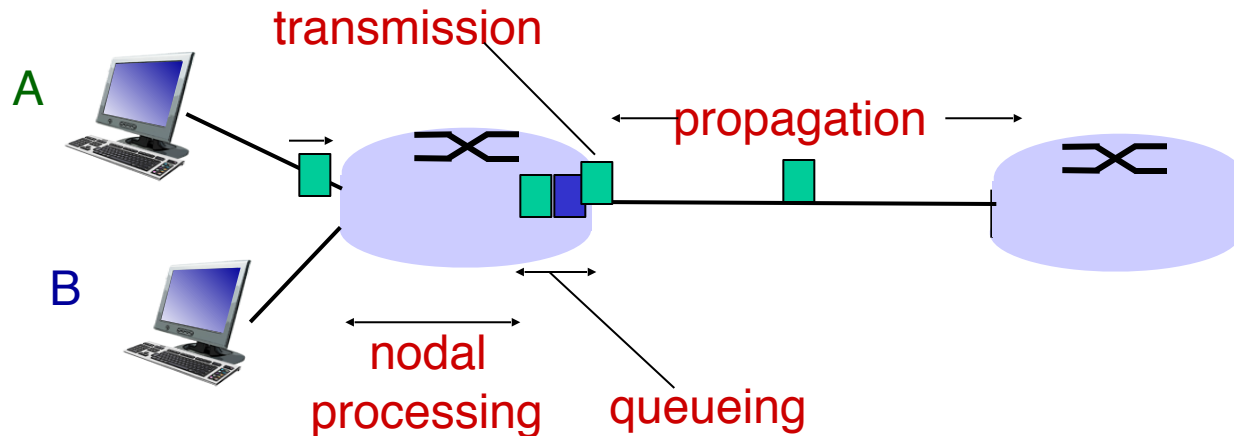 transmission
A
propagation
B
nodal
processing
queueing